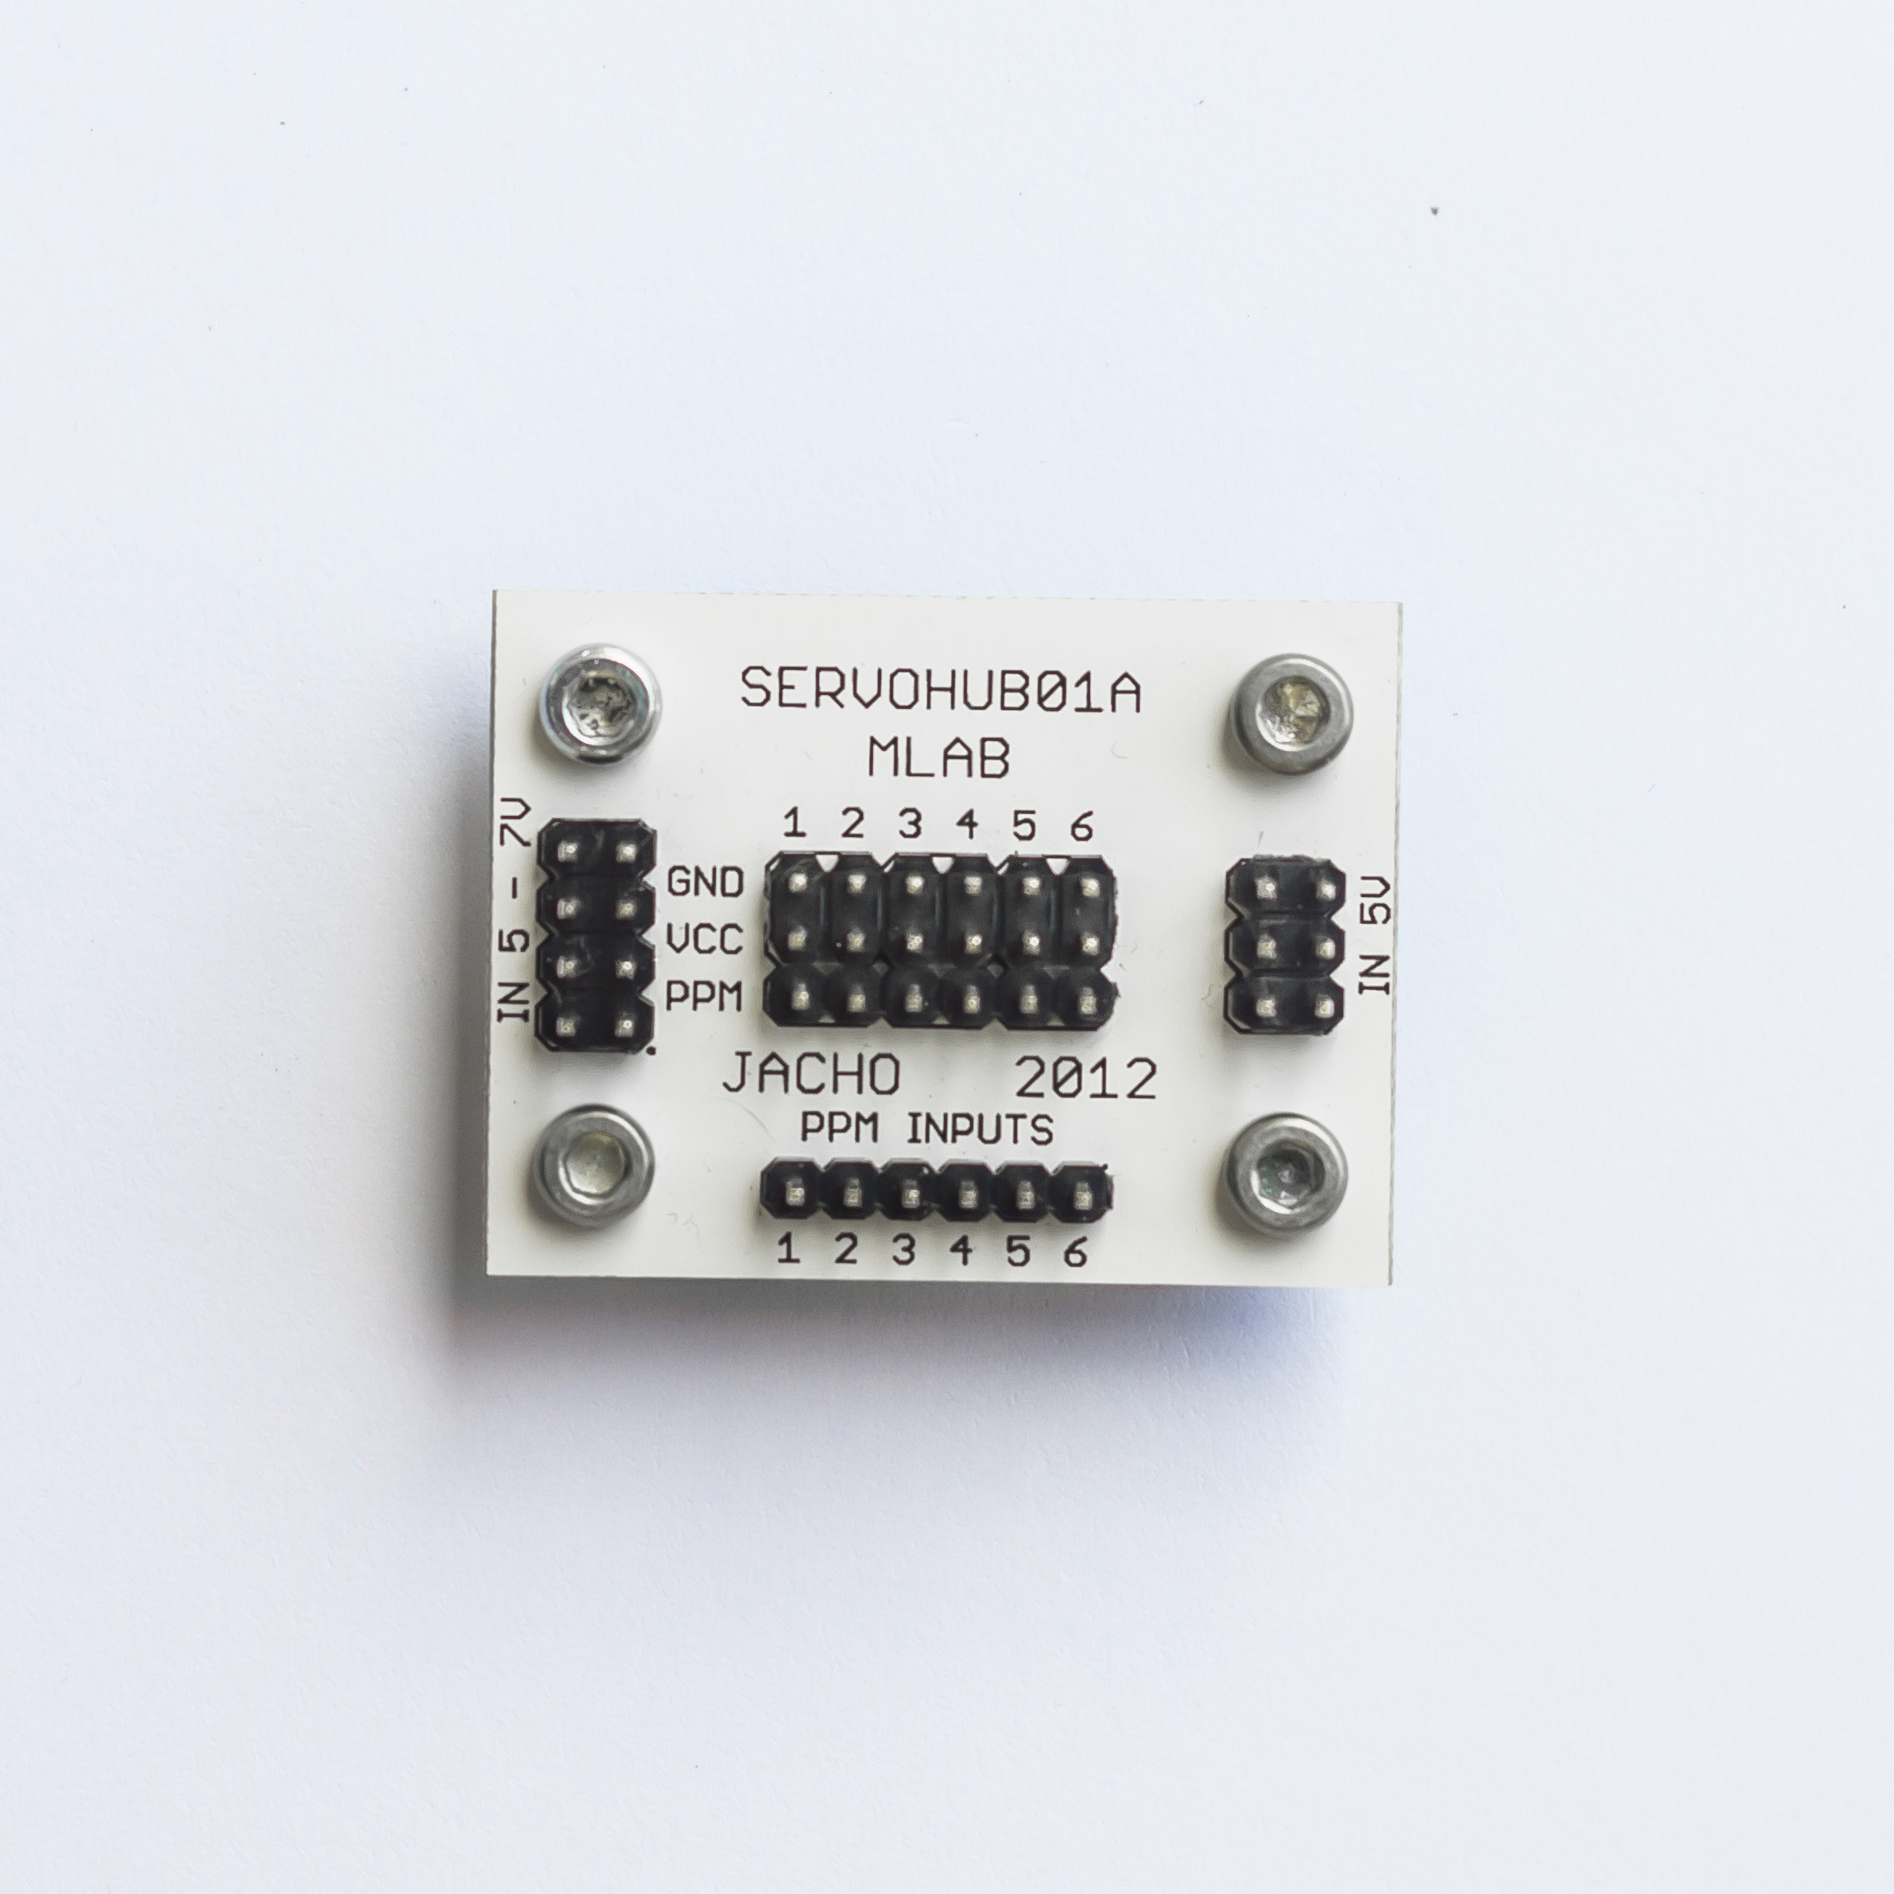 SERVOHUB01A
MLAB
1 2 3 4 5 6
IN 5 - 7V
GND
VCC
PPM
IN 5V
JACHO 2012
PPM INPUTS
1 2 3 4 5 6